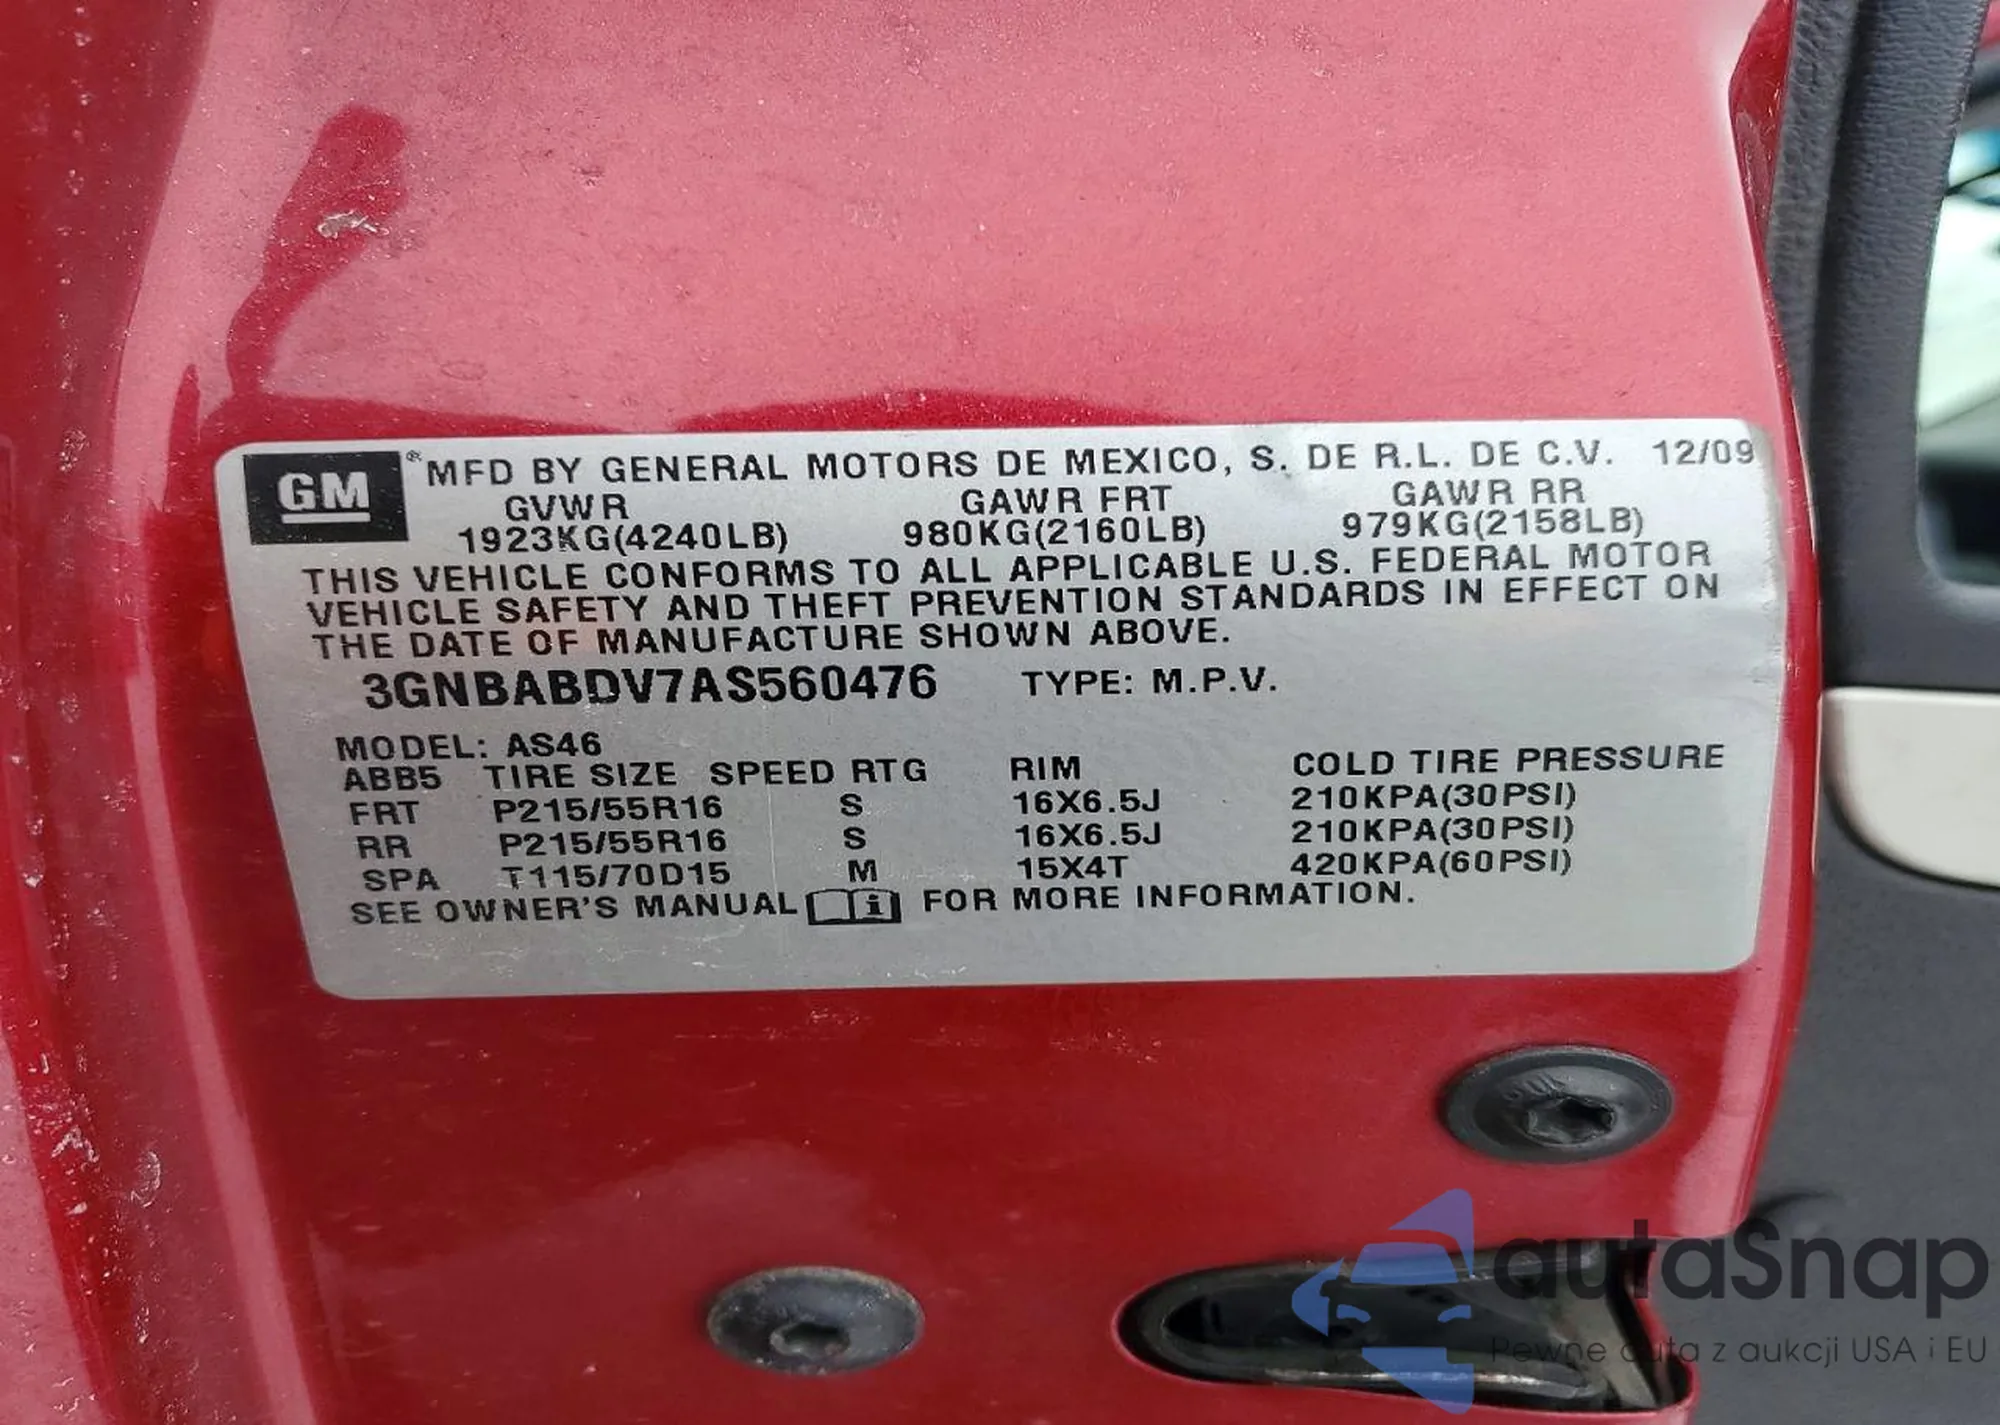 GM ® MFD BY GENERAL MOTORS DE MEXICO, S. DE R.L. DE C.V. 12/09
GVWR GAWR FRT GAWR RR
1923KG(4240LB) 980KG(2160LB) 979KG(2158LB)
THIS VEHICLE CONFORMS TO ALL APPLICABLE U.S. FEDERAL MOTOR
VEHICLE SAFETY AND THEFT PREVENTION STANDARDS IN EFFECT ON
THE DATE OF MANUFACTURE SHOWN ABOVE.
3GNBABDV7AS560476 TYPE: M.P.V.
MODEL: AS46
ABB5 TIRE SIZE SPEED RTG RIM COLD TIRE PRESSURE
FRT P215/55R16 S 16X6.5J 210KPA(30PSI)
RR P215/55R16 S 16X6.5J 210KPA(30PSI)
SPA T115/70D15 M 15X4T 420KPA(60PSI)
SEE OWNER'S MANUAL i FOR MORE INFORMATION.
autaSnap
Pewne auta z aukcji USA i EU